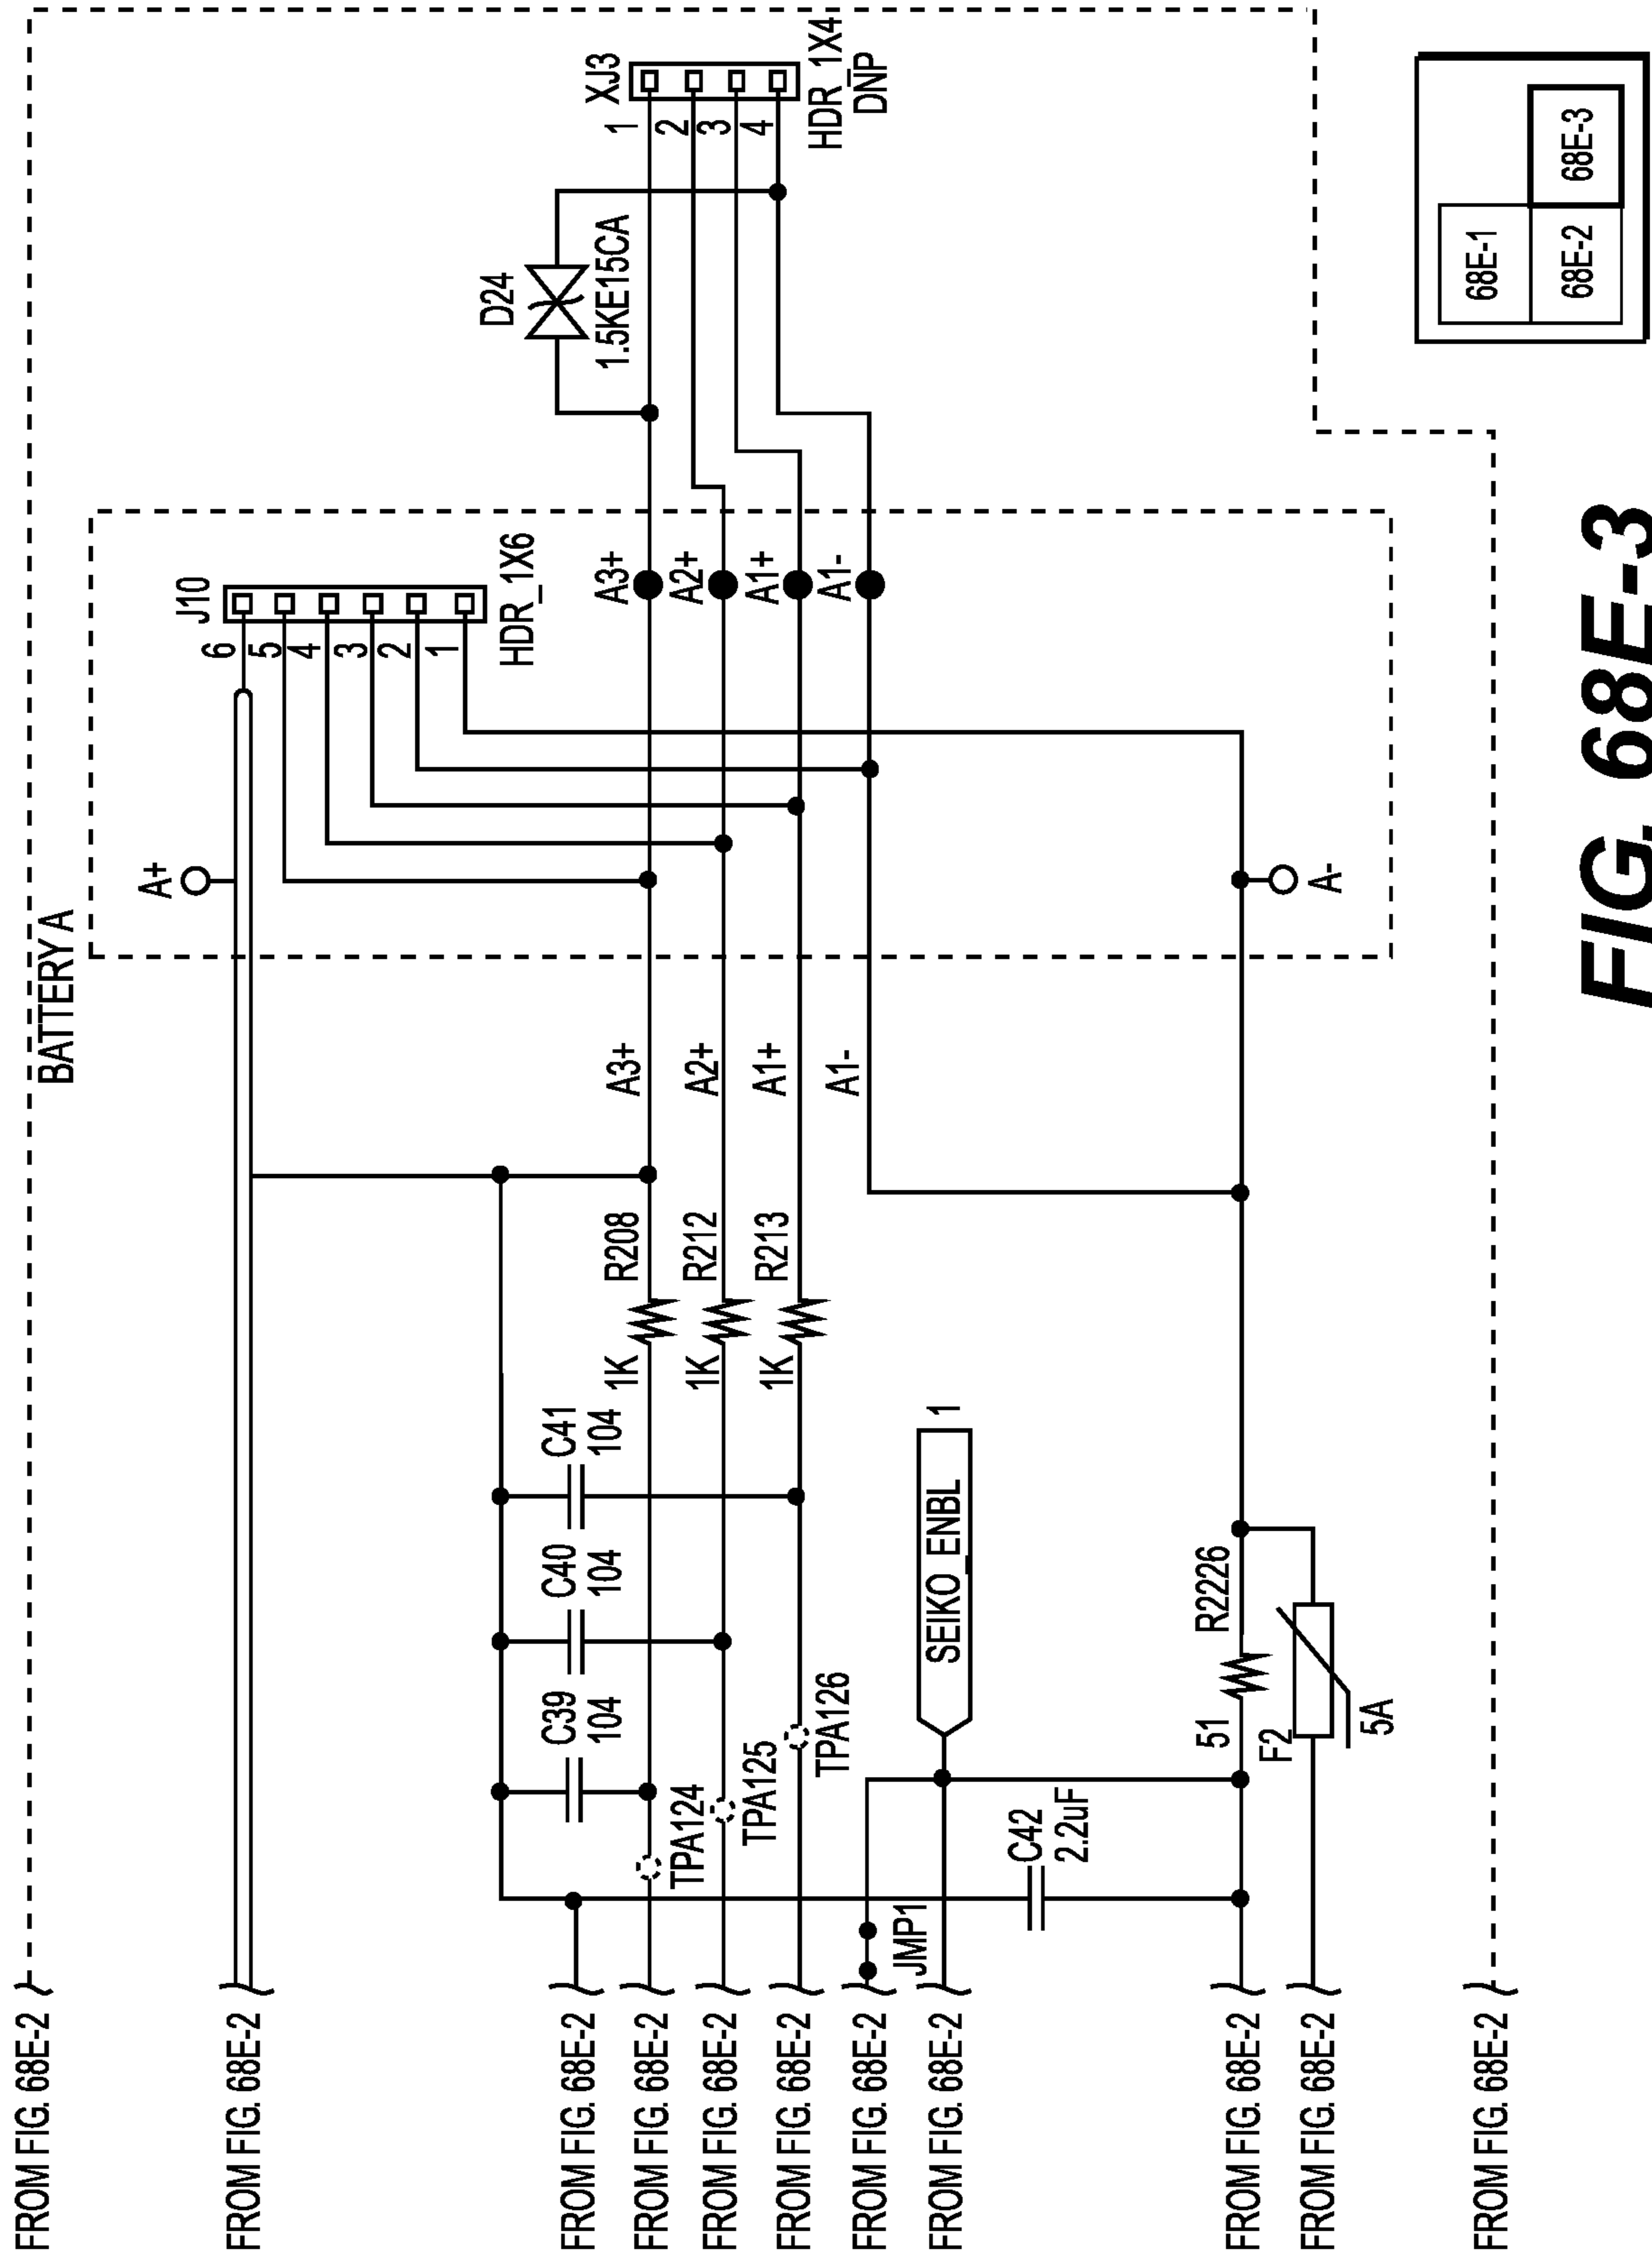 FROM FIG. 68E-2
BATTERY A
FROM FIG. 68E-2
A+
J10
6
5
4
3
2
1
HDR_1X6
D24
1.5KE15CA
XJ3
1
2
3
4
HDR_1X4
DNP
FROM FIG. 68E-2
C39
104
C40
104
C41
104
FROM FIG. 68E-2
TPA124
1K
R208
A3+
A3+
FROM FIG. 68E-2
TPA125
1K
R212
A2+
A2+
FROM FIG. 68E-2
TPA126
1K
R213
A1+
A1+
FROM FIG. 68E-2
JMP1
A1-
A1-
FROM FIG. 68E-2
SEIKO_ENBL
1
C42
2.2uF
FROM FIG. 68E-2
51
R2226
A-
FROM FIG. 68E-2
F2
5A
FROM FIG. 68E-2
68E-1
68E-2
68E-3
FIG. 68E-3